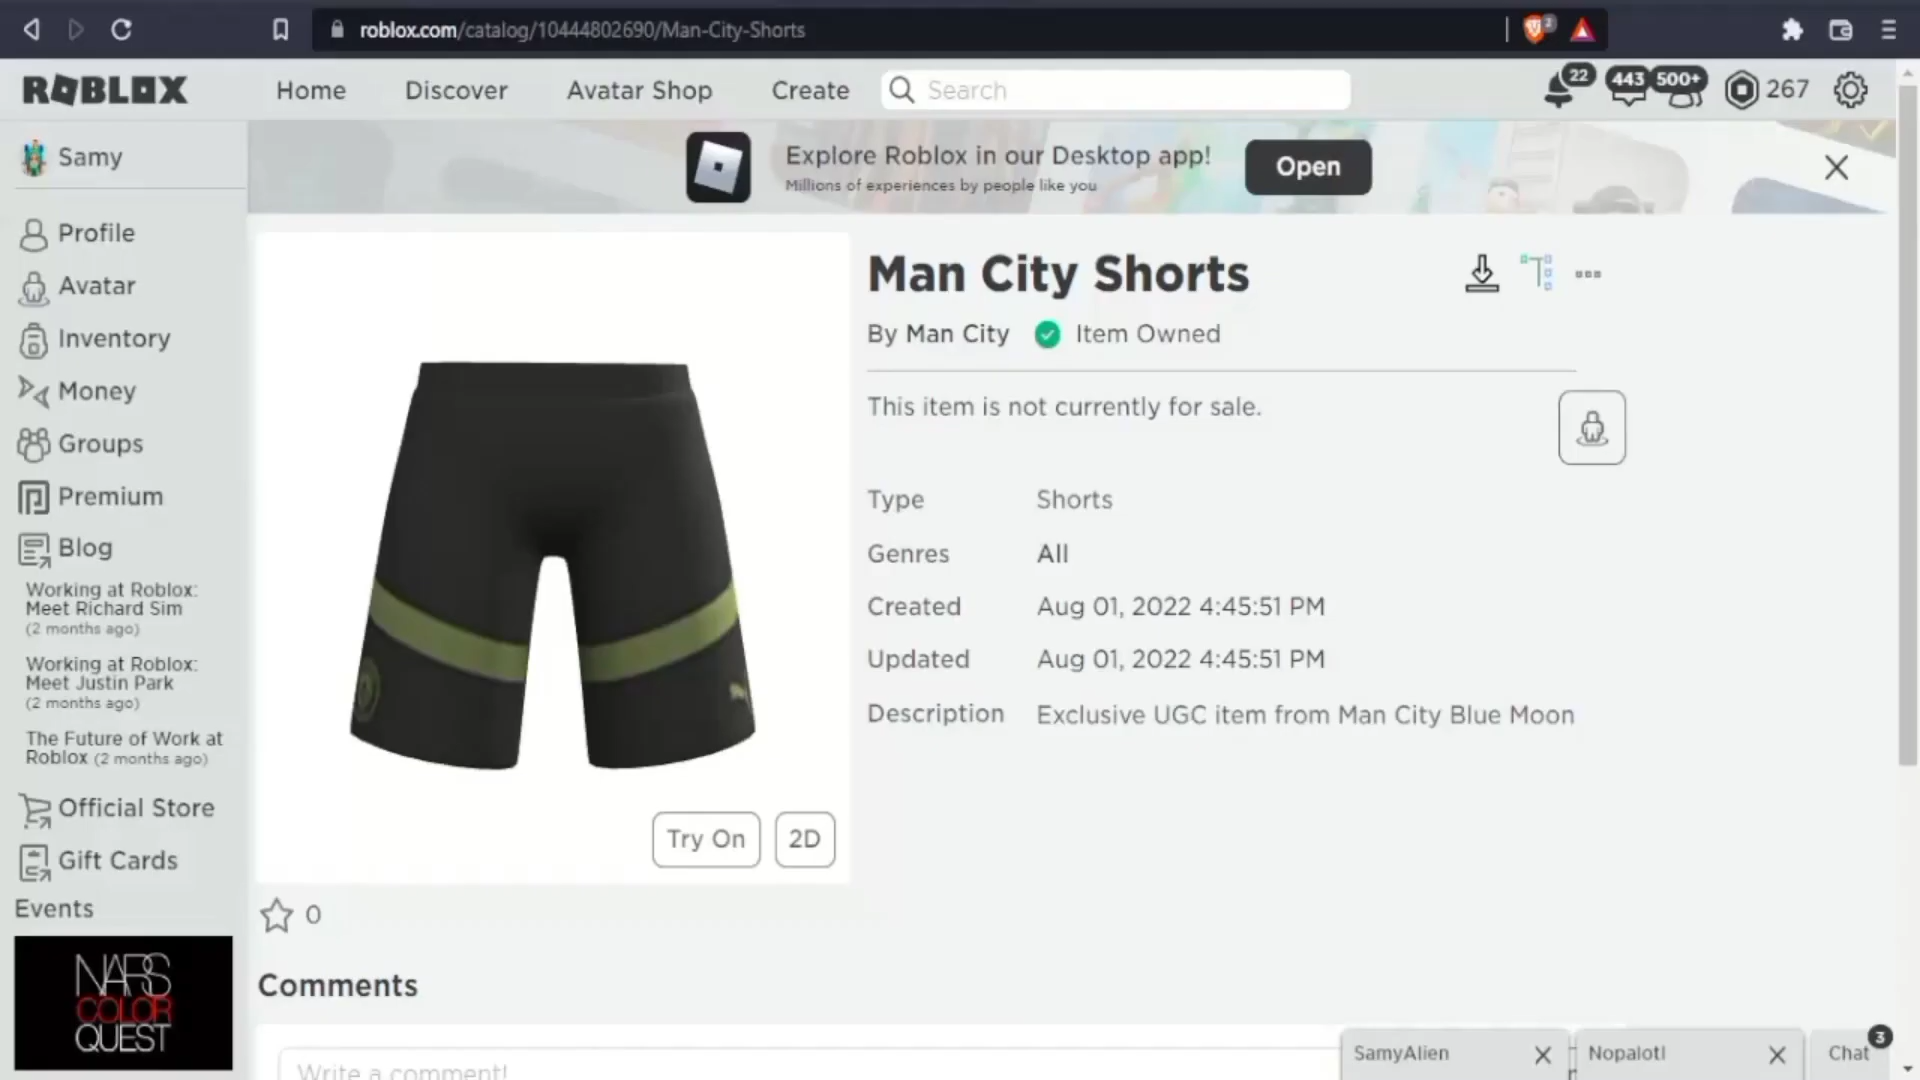 roblox.com/catalog/10444802690/Man-City-Shorts
2
ROBLOX
Home
Discover
Avatar Shop
Create
Search
22
443
500+
267
Samy
Explore Roblox in our Desktop app!
Millions of experiences by people like you
Open
Profile
Avatar
Inventory
Money
Groups
Premium
Blog
Working at Roblox:
Meet Richard Sim
(2 months ago)
Working at Roblox:
Meet Justin Park
(2 months ago)
The Future of Work at
Roblox (2 months ago)
Official Store
Gift Cards
Events
NARS
COLOR
QUEST
Man City Shorts
By Man City
Item Owned
This item is not currently for sale.
Type
Shorts
Genres
All
Created
Aug 01, 2022 4:45:51 PM
Updated
Aug 01, 2022 4:45:51 PM
Description
Exclusive UGC item from Man City Blue Moon
Try On
2D
0
Comments
Write a comment!
SamyAlien
Chat
3